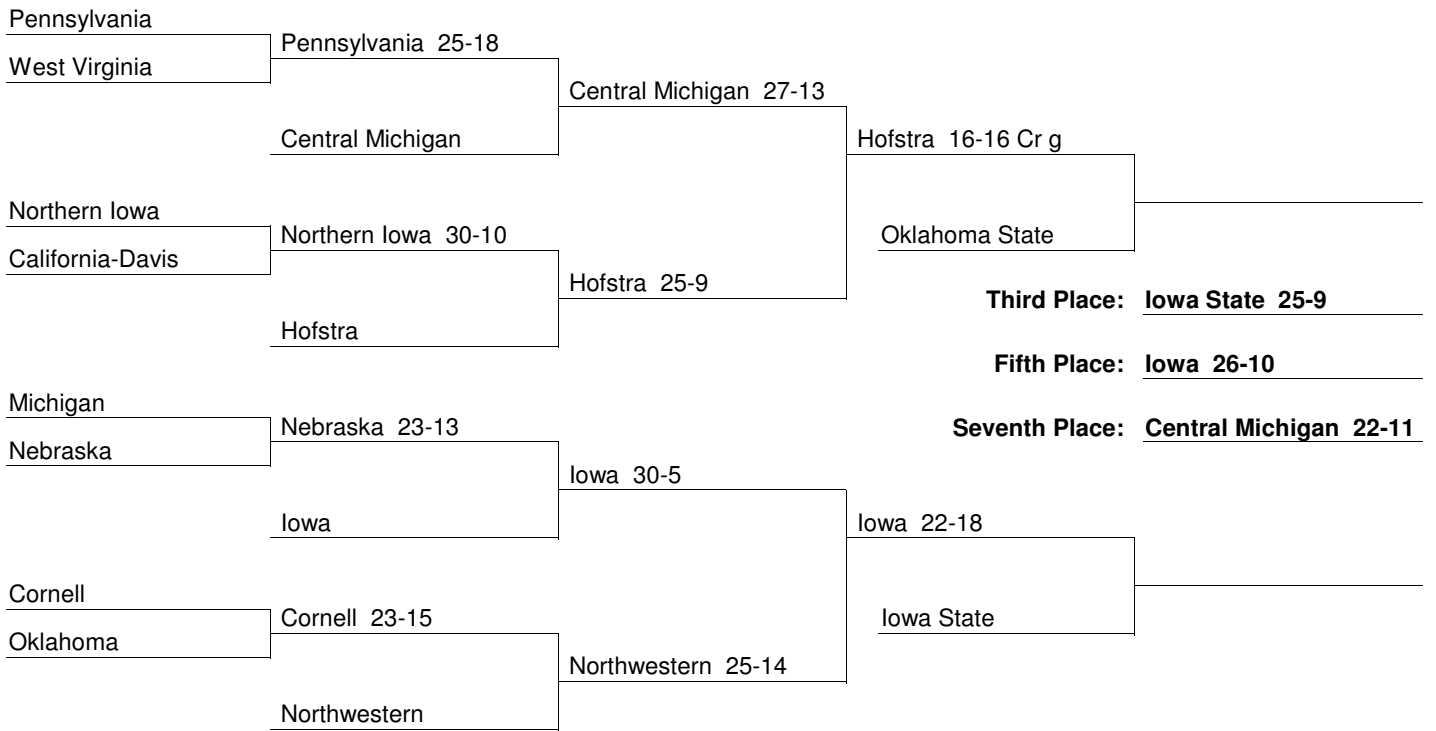 Pennsylvania
Pennsylvania 25-18
West Virginia
Central Michigan 27-13
Central Michigan
Hofstra 16-16 Cr g
Northern Iowa
Northern Iowa 30-10
Oklahoma State
California-Davis
Hofstra 25-9
Third Place: Iowa State 25-9
Hofstra
Fifth Place: Iowa 26-10
Michigan
Nebraska 23-13
Seventh Place: Central Michigan 22-11
Nebraska
Iowa 30-5
Iowa
Iowa 22-18
Cornell
Cornell 23-15
Iowa State
Oklahoma
Northwestern 25-14
Northwestern